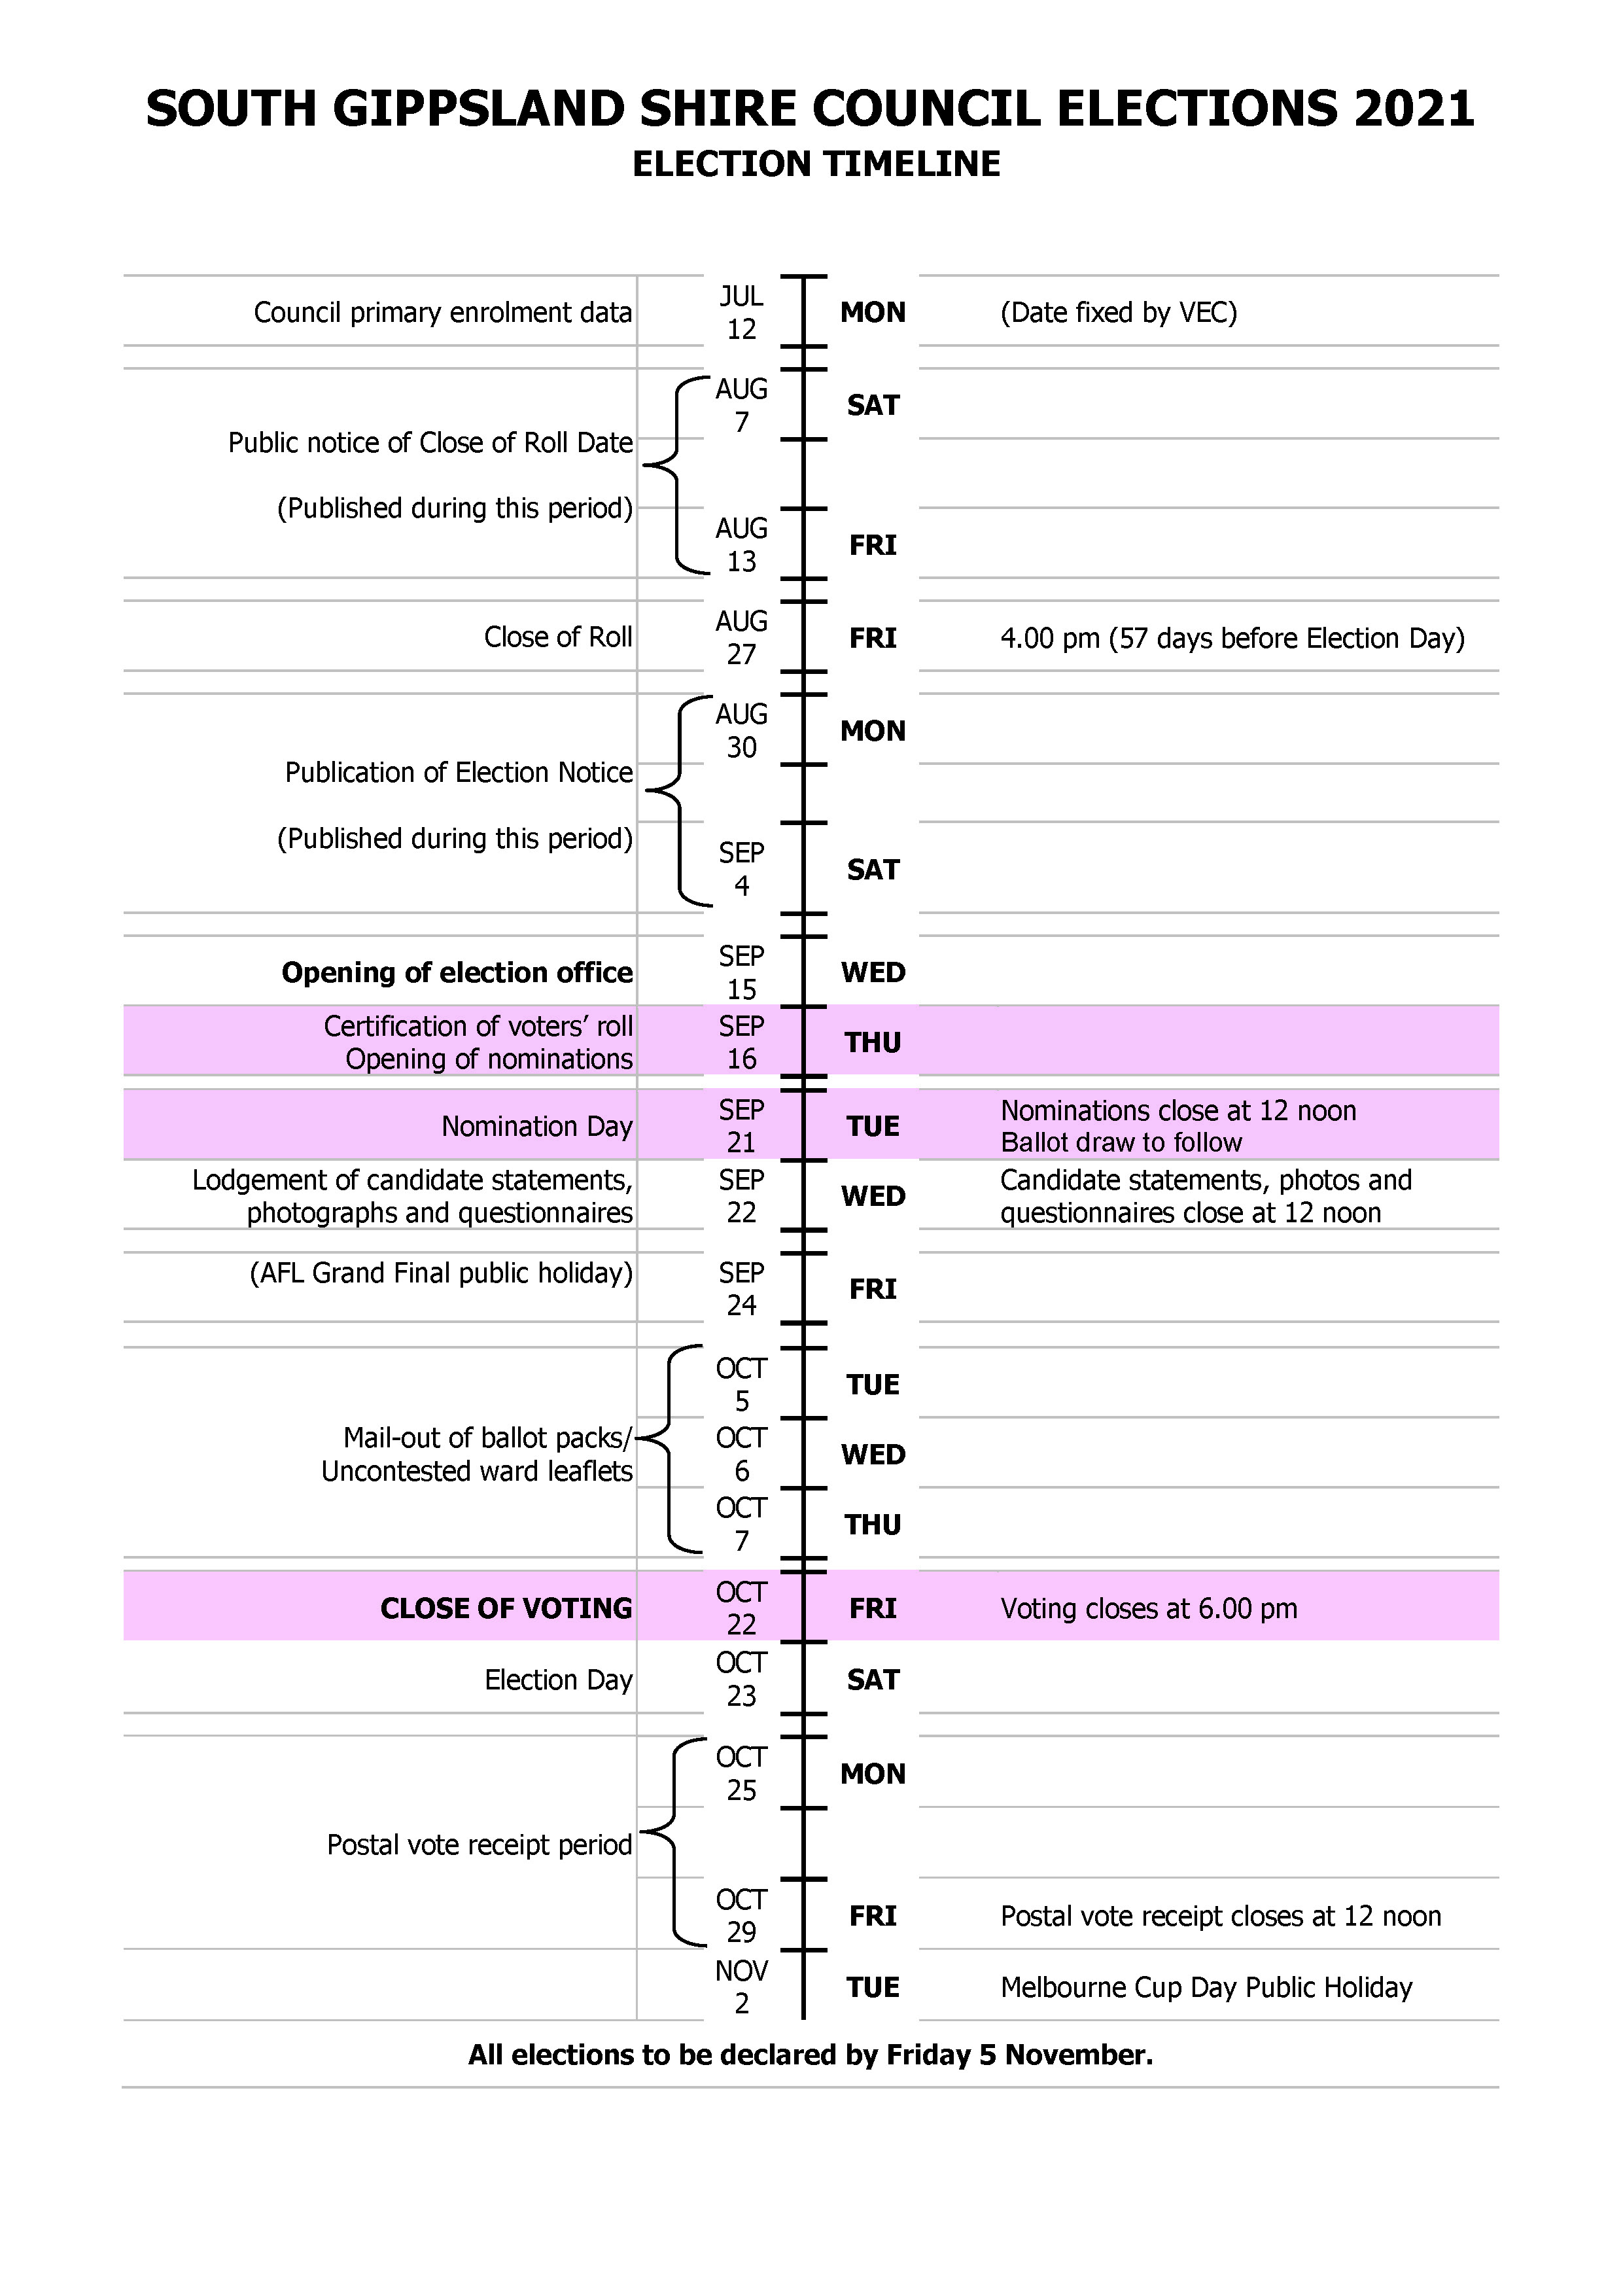 SOUTH GIPPSLAND SHIRE COUNCIL ELECTIONS 2021
ELECTION TIMELINE
Council primary enrolment data
JUL
12
MON
(Date fixed by VEC)
Public notice of Close of Roll Date
(Published during this period)
AUG
7
SAT
AUG
13
FRI
Close of Roll
AUG
27
FRI
4.00 pm (57 days before Election Day)
Publication of Election Notice
(Published during this period)
AUG
30
MON
SEP
4
SAT
Opening of election office
SEP
15
WED
Certification of voters’ roll
Opening of nominations
SEP
16
THU
Nomination Day
SEP
21
TUE
Nominations close at 12 noon
Ballot draw to follow
Lodgement of candidate statements,
photographs and questionnaires
SEP
22
WED
Candidate statements, photos and
questionnaires close at 12 noon
(AFL Grand Final public holiday)
SEP
24
FRI
Mail-out of ballot packs/
Uncontested ward leaflets
OCT
5
TUE
OCT
6
WED
OCT
7
THU
CLOSE OF VOTING
OCT
22
FRI
Voting closes at 6.00 pm
Election Day
OCT
23
SAT
Postal vote receipt period
OCT
25
MON
OCT
29
FRI
Postal vote receipt closes at 12 noon
NOV
2
TUE
Melbourne Cup Day Public Holiday
All elections to be declared by Friday 5 November.